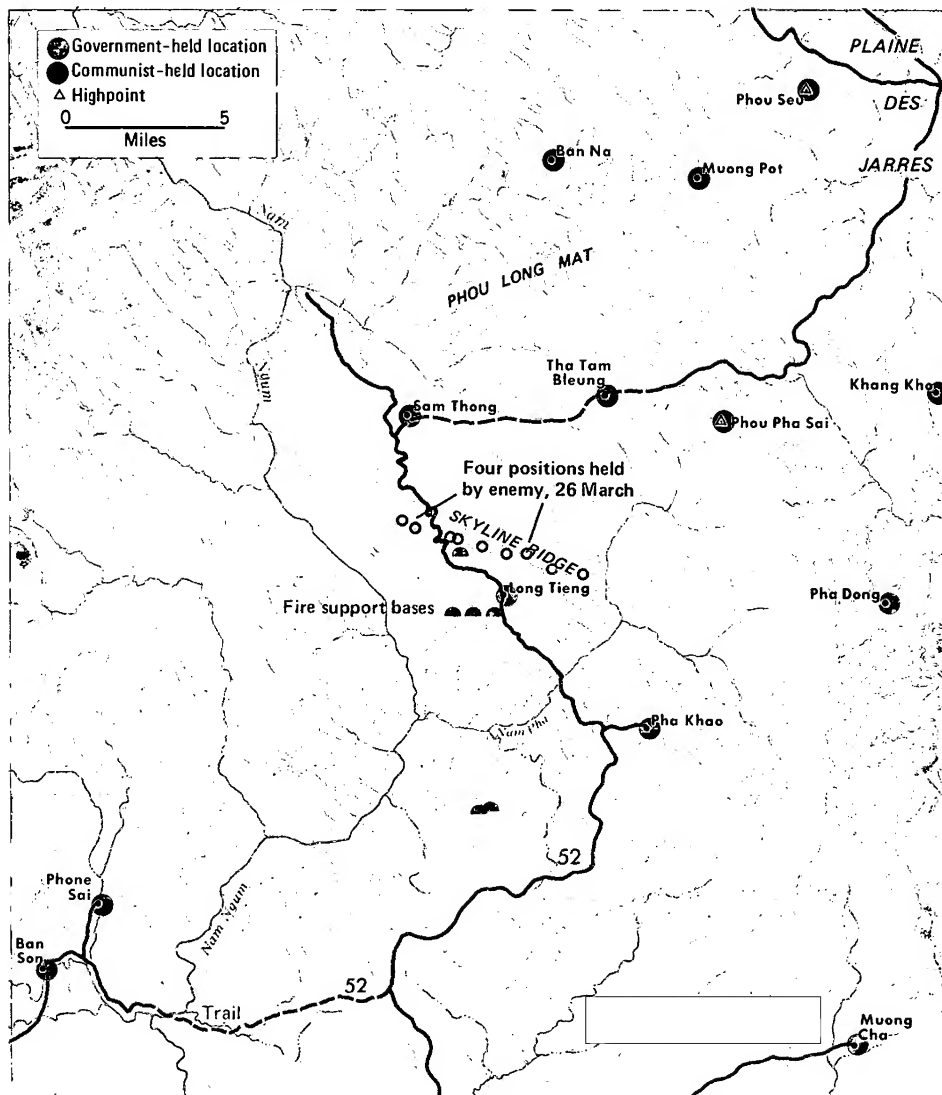 Government-held location
Communist-held location
Highpoint
0 5
Miles
PLAINE
DES
JARRES
Phou Seu
Ban Na
Muong Pot
Nam
PHOU LONG MAT
Ngum
Tha Tam
Bleung
Khang Kho
Sam Thong
Phou Pha Sai
Four positions held
by enemy, 26 March
SKYLINE RIDGE
Long Tieng
Pha Dong
Fire support bases
Nam Pha
Pha Khao
52
Phone
Sai
Nam Ngum
Ban
Son
52
Trail
Muong
Cha